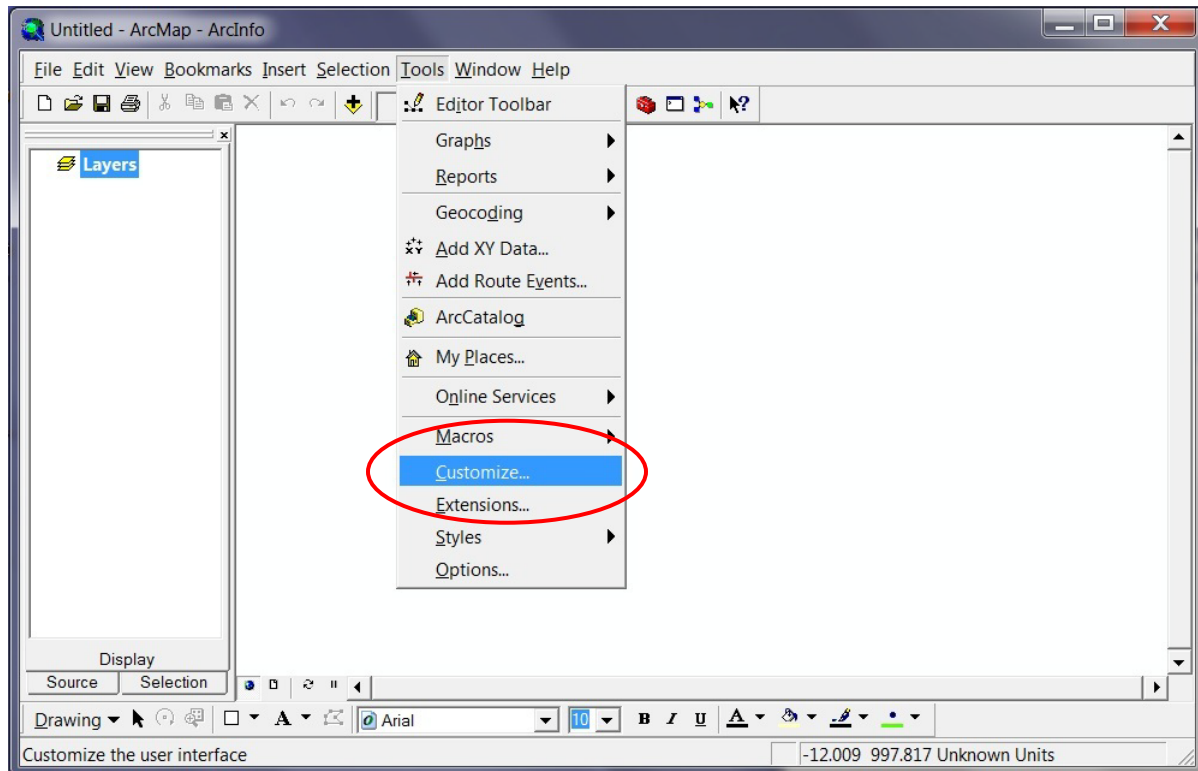 Untitled - ArcMap - ArcInfo
File Edit View Bookmarks Insert Selection Tools Window Help
Editor Toolbar
Graphs
Layers
Reports
Geocoding
Add XY Data...
Add Route Events...
ArcCatalog
My Places...
Online Services
Macros
Customize...
Extensions...
Styles
Options...
Display
Source Selection
Drawing A Arial 10 B I U A
Customize the user interface -12.009 997.817 Unknown Units